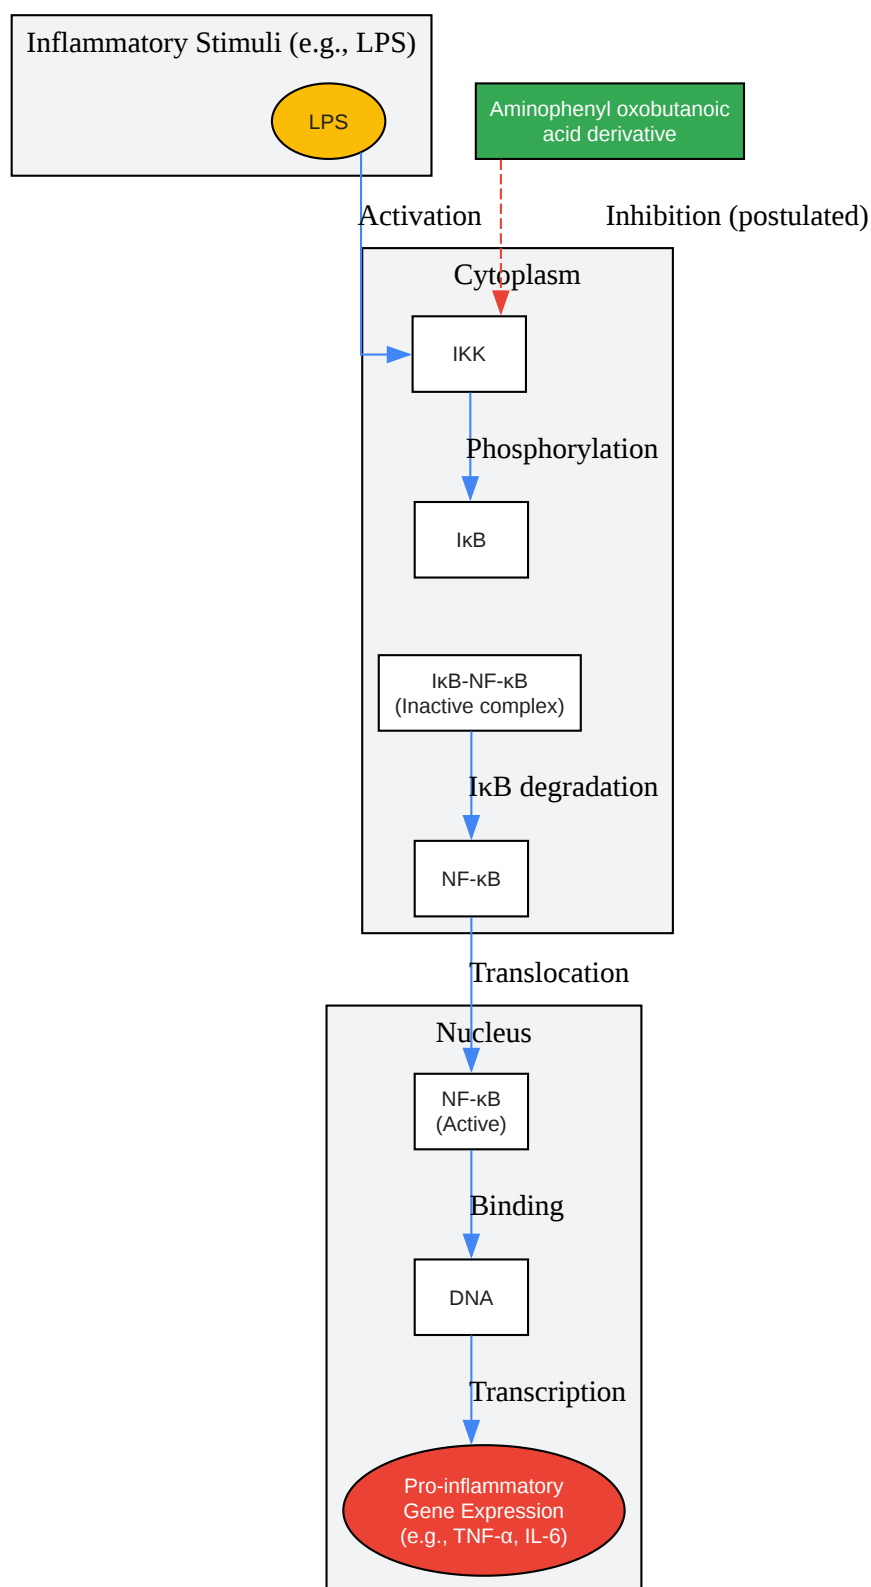 Inflammatory Stimuli (e.g., LPS)
LPS
Aminophenyl oxobutanoic
acid derivative
Activation
Inhibition (postulated)
Cytoplasm
IKK
Phosphorylation
IκB
IκB-NF-κB
(Inactive complex)
IκB degradation
NF-κB
Translocation
Nucleus
NF-κB
(Active)
Binding
DNA
Transcription
Pro-inflammatory
Gene Expression
(e.g., TNF-α, IL-6)